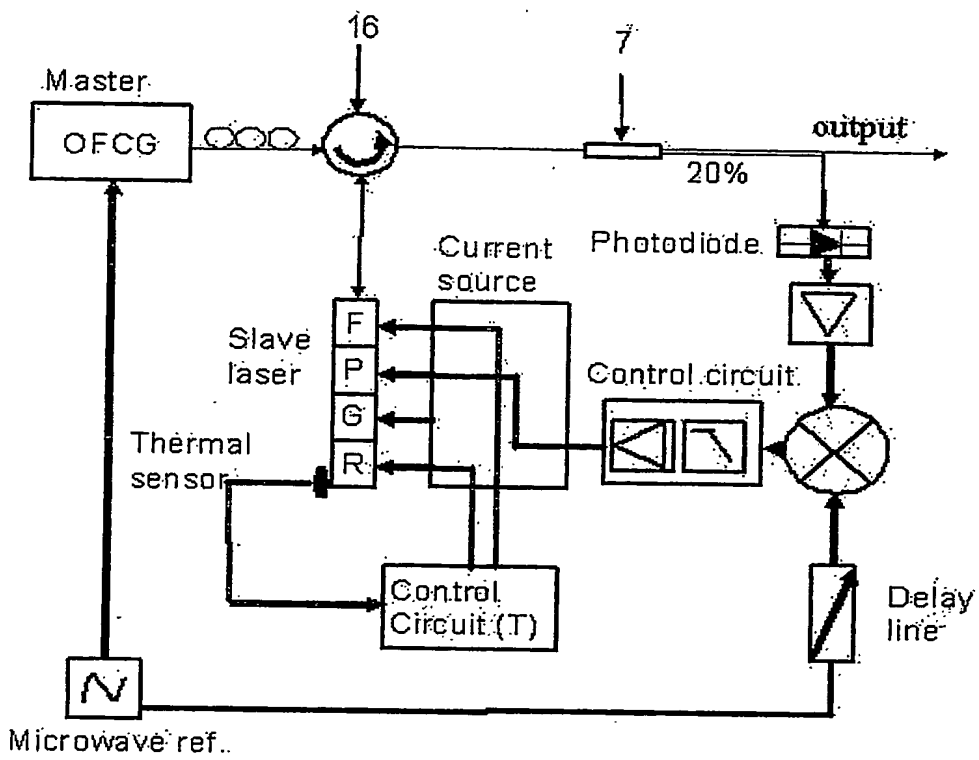 16
7
Master
OFCG
output
20%
Photodiode
Current
source
Slave
laser
F
P
G
R
Control circuit
Thermal
sensor
Control
Circuit (T)
Delay
line
Microwave ref.